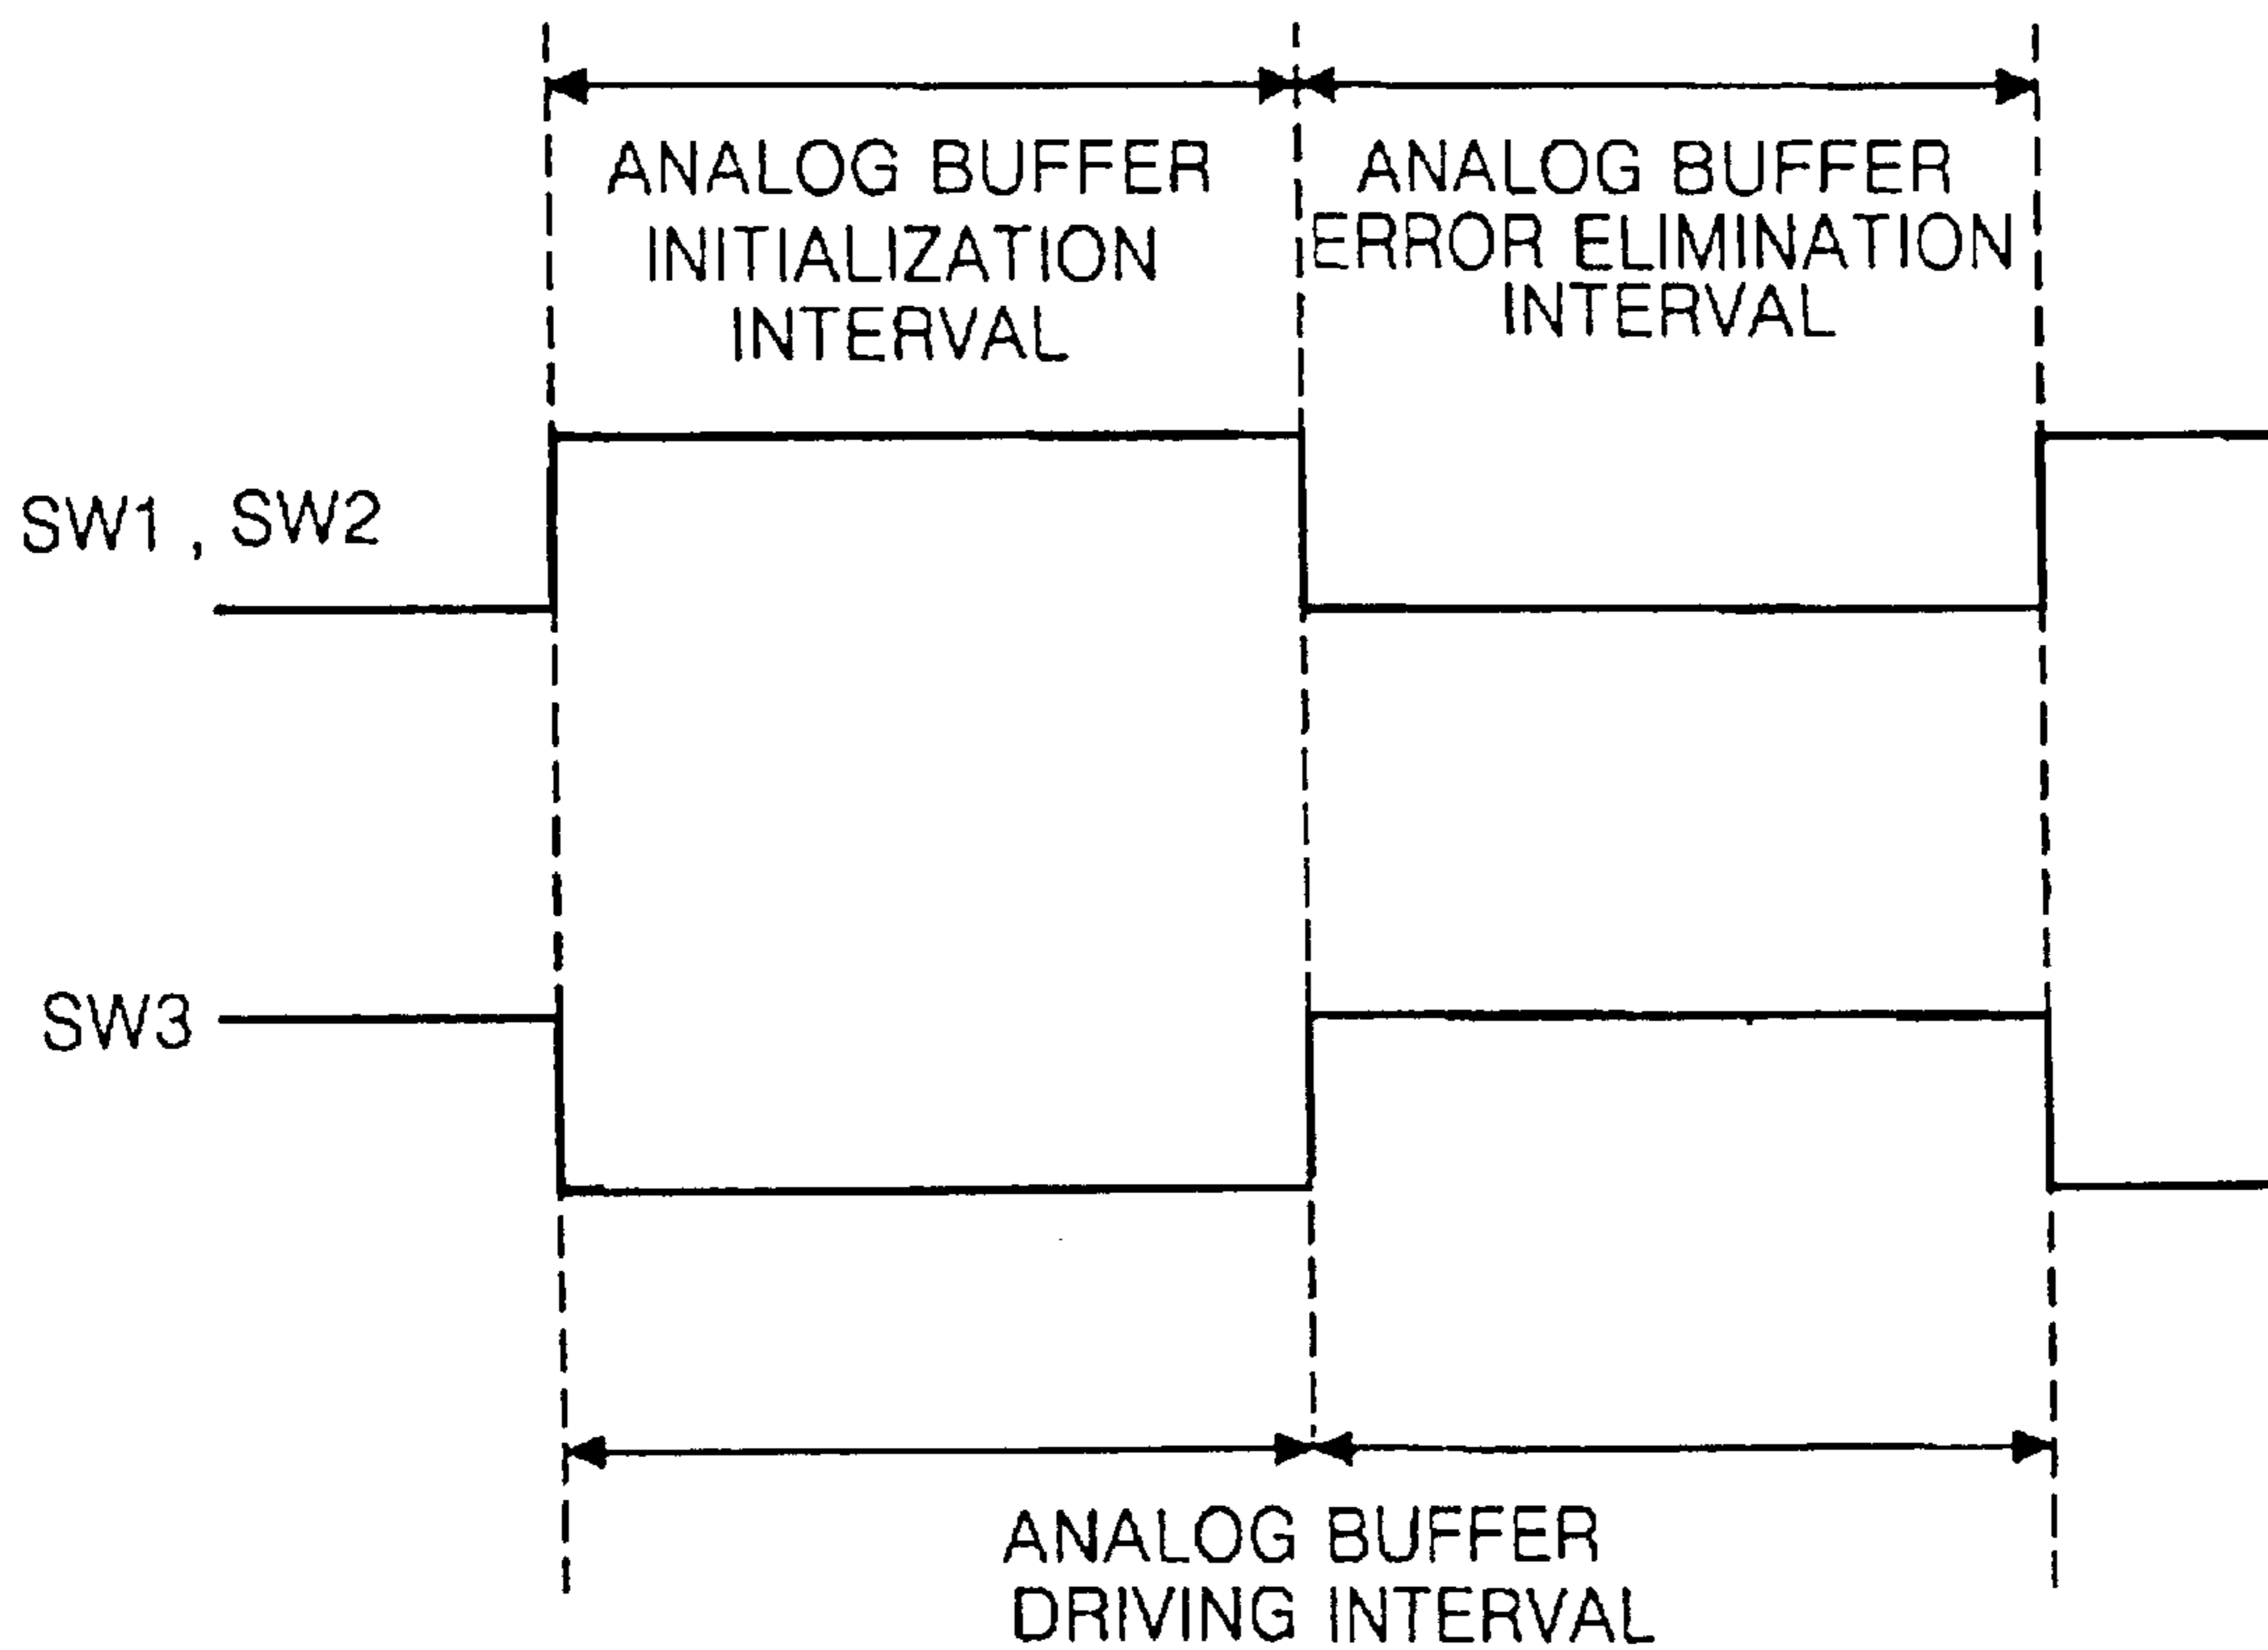 ANALOG BUFFER
INITIALIZATION
INTERVAL
ANALOG BUFFER
ERROR ELIMINATION
INTERVAL
SW1, SW2
SW3
ANALOG BUFFER
DRIVING INTERVAL